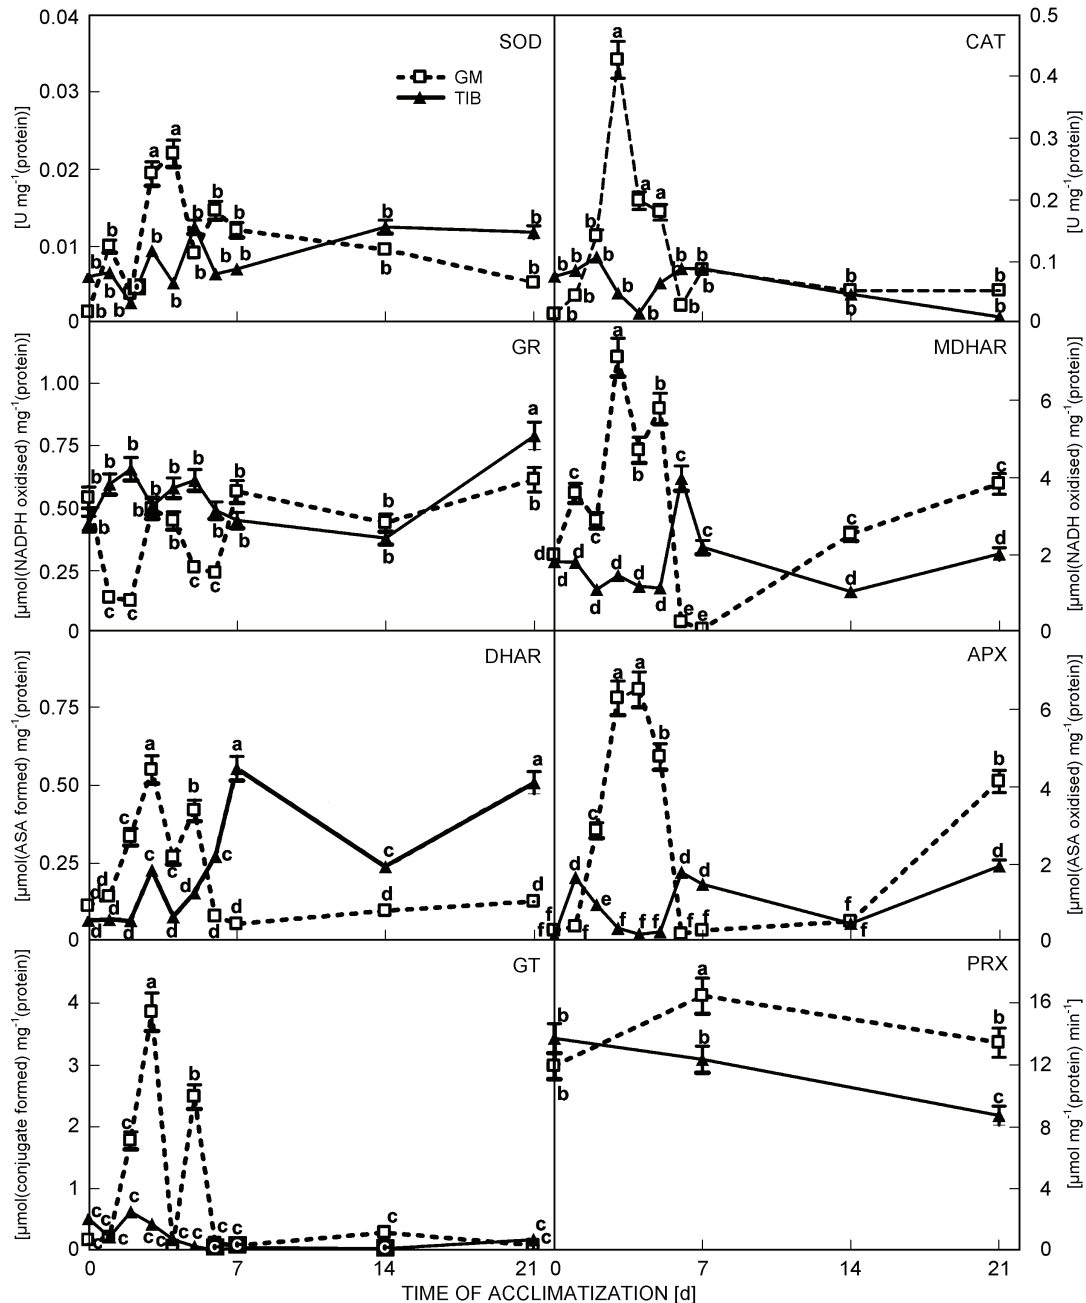 0.04
0.03
0.02
0.01
0
[U mg⁻¹(protein)]
SOD
GM
TIB
b b b b b a a b b b b b b b b b b b
CAT
0.5
0.4
0.3
0.2
0.1
0
[U mg⁻¹(protein)]
b b b b b a b a b a b b b b b b b
GR
1.00
0.75
0.50
0.25
0
[µmol(NADPH oxidised) mg⁻¹(protein)]
b b b c b c b b b b b c b c b b b b a b
MDHAR
6
4
2
0
[µmol(NADH oxidised) mg⁻¹(protein)]
d d c d c d a d b d b d c e c e c d c d
DHAR
0.75
0.50
0.25
0
[µmol(ASA formed) mg⁻¹(protein)]
d d d d c d a c c d b d c d a d c d a d
APX
6
4
2
0
[µmol(ASA oxidised) mg⁻¹(protein)]
f f d f c e a f a f b f d f d f f f b d
GT
4
3
2
1
0
[µmol(conjugate formed) mg⁻¹(protein)]
c c c c c c a c c c b c c c c c c c c c
PRX
16
12
8
4
0
[µmol mg⁻¹(protein) min⁻¹]
b b a b b c
0 7 14 21 0 7 14 21
TIME OF ACCLIMATIZATION [d]